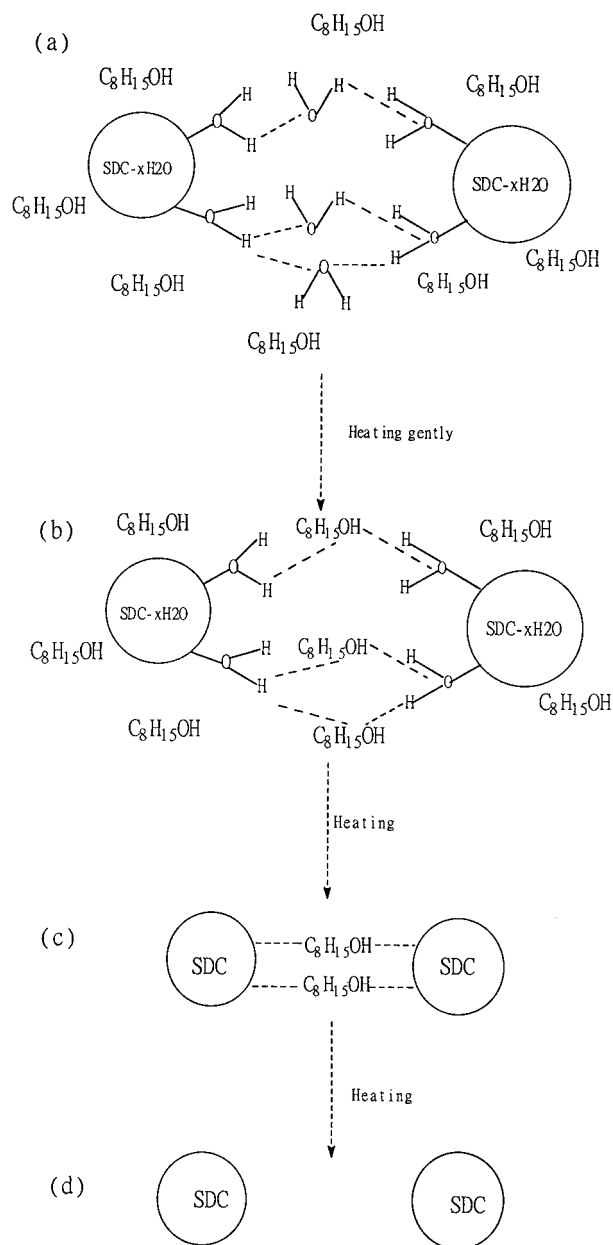 (a)
C₈H₁₅OH
C₈H₁₅OH
C₈H₁₅OH
H H H H
O O O
H H
SDC-xH2O
SDC-xH2O
C₈H₁₅OH
H H H H
O O O
H H
C₈H₁₅OH
C₈H₁₅OH
O
C₈H₁₅OH
H H
C₈H₁₅OH
Heating gently
(b)
C₈H₁₅OH
C₈H₁₅OH
C₈H₁₅OH
H H
O O
H H
SDC-xH2O
SDC-xH2O
C₈H₁₅OH
C₈H₁₅OH
H H
O O
H H
C₈H₁₅OH
C₈H₁₅OH
C₈H₁₅OH
Heating
(c)
SDC
C₈H₁₅OH
C₈H₁₅OH
SDC
Heating
(d)
SDC
SDC